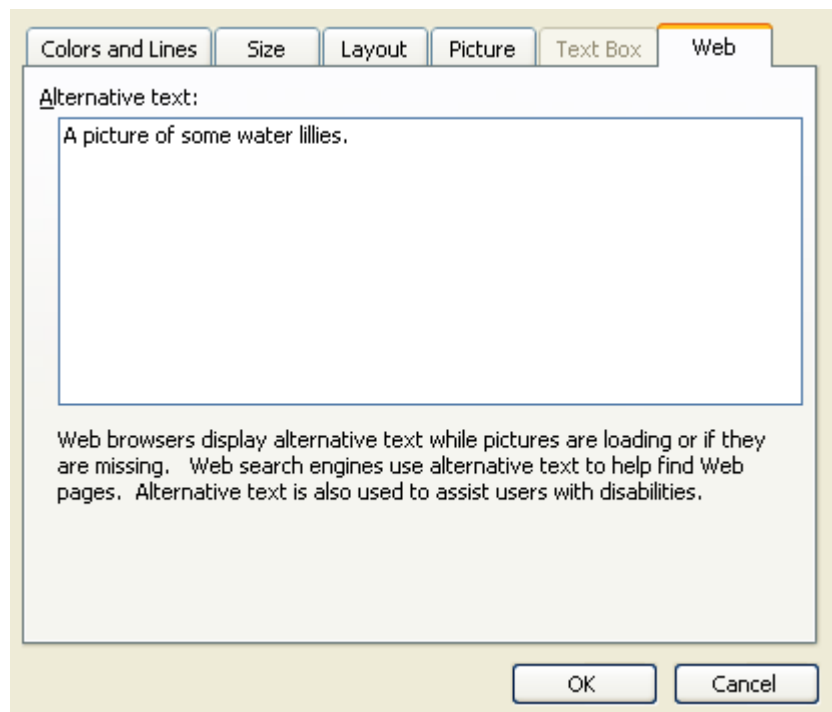 Colors and Lines Size Layout Picture Text Box Web
Alternative text:
A picture of some water lillies.
Web browsers display alternative text while pictures are loading or if they
are missing.   Web search engines use alternative text to help find Web
pages.  Alternative text is also used to assist users with disabilities.
OK Cancel